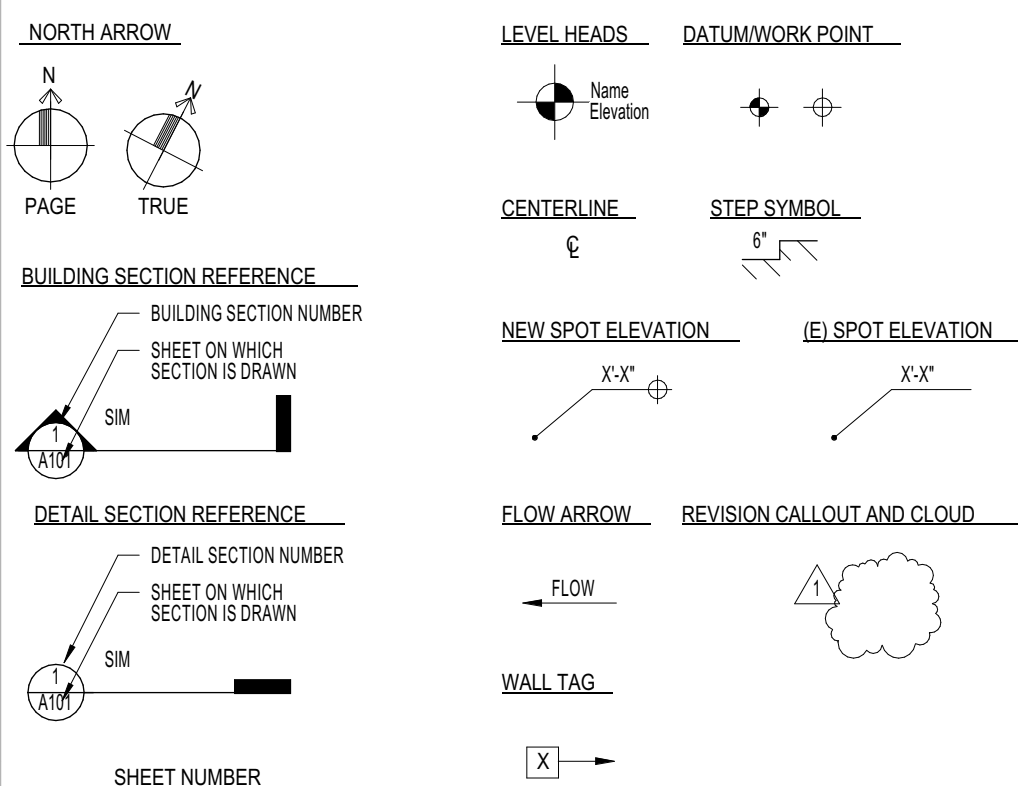 NORTH ARROW
N
N
PAGE
TRUE
BUILDING SECTION REFERENCE
BUILDING SECTION NUMBER
SHEET ON WHICH
SECTION IS DRAWN
SIM
1
A101
DETAIL SECTION REFERENCE
DETAIL SECTION NUMBER
SHEET ON WHICH
SECTION IS DRAWN
SIM
1
A101
SHEET NUMBER
LEVEL HEADS
Name
Elevation
DATUM/WORK POINT
CENTERLINE
℄
STEP SYMBOL
6"
NEW SPOT ELEVATION
X'-X"
(E) SPOT ELEVATION
X'-X"
FLOW ARROW
FLOW
REVISION CALLOUT AND CLOUD
1
WALL TAG
X